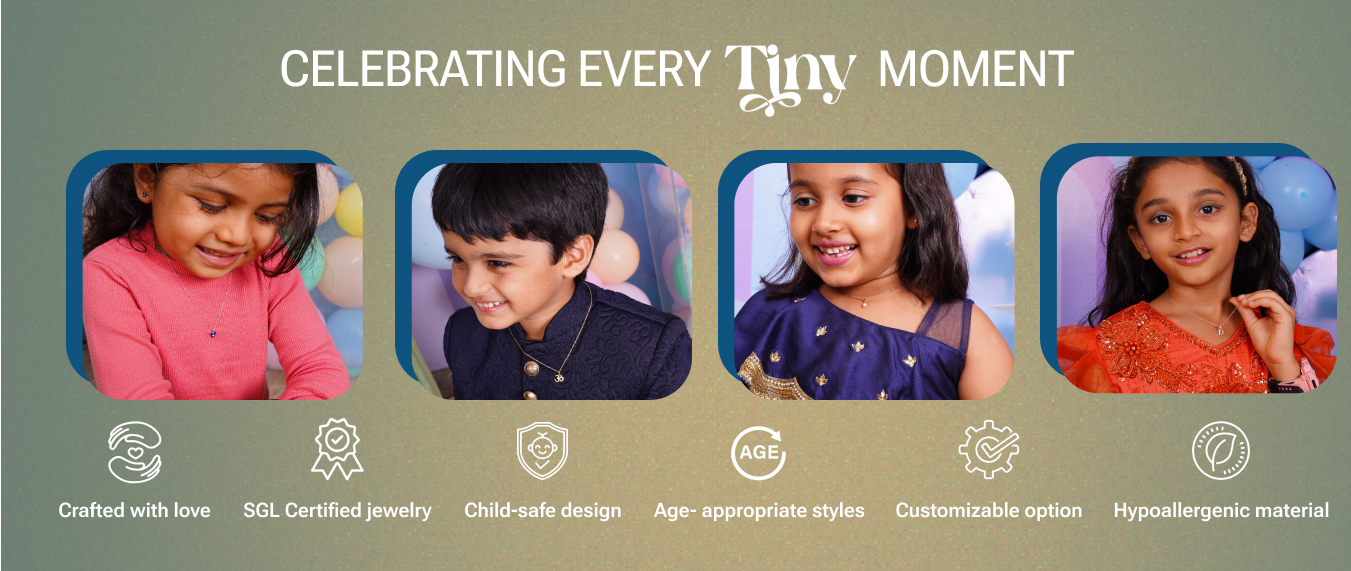 CELEBRATING EVERY Tiny MOMENT
ॐ
AGE
Crafted with love
SGL Certified jewelry
Child-safe design
Age- appropriate styles
Customizable option
Hypoallergenic material